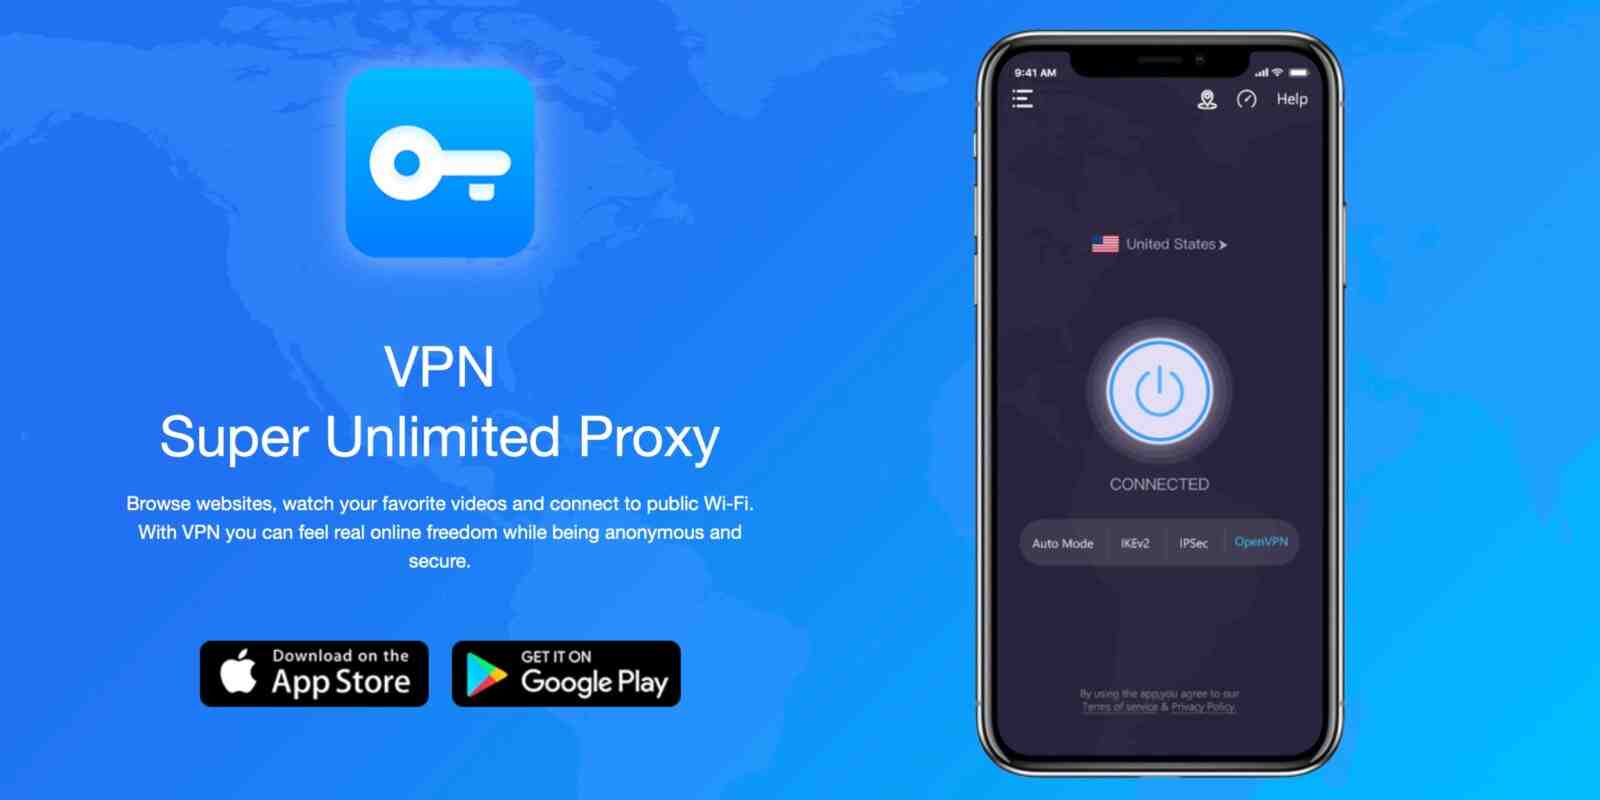 VPN
Super Unlimited Proxy
Browse websites, watch your favorite videos and connect to public Wi-Fi.
With VPN you can feel real online freedom while being anonymous and
secure.
Download on the
App Store
GET IT ON
Google Play
9:41 AM
Help
United States
CONNECTED
Auto Mode
IKEv2
IPSec
OpenVPN
By using the app,you agree to our
Terms of service & Privacy Policy.